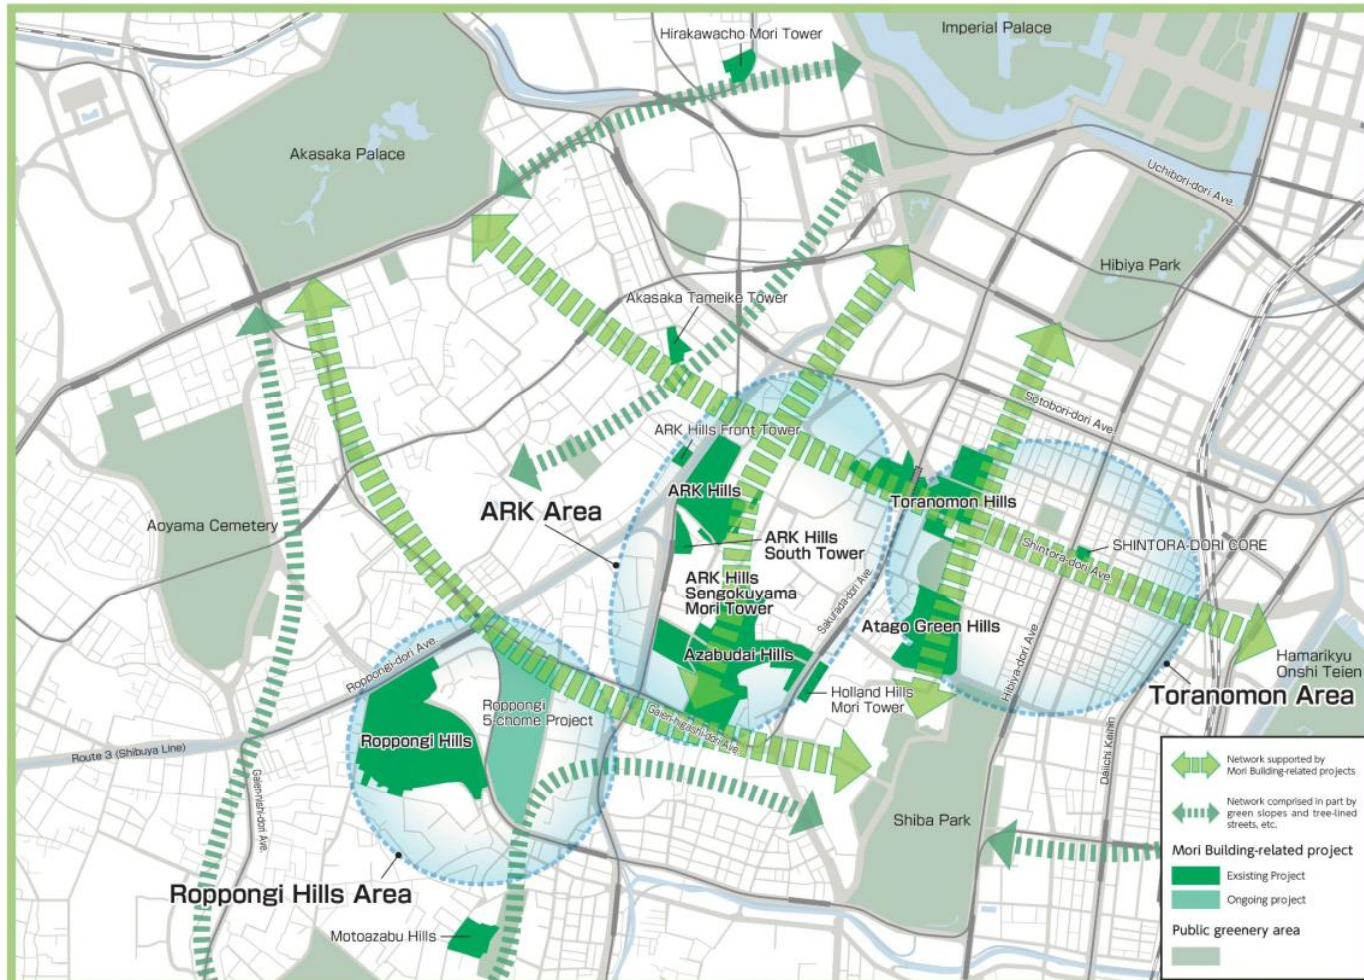 Hirakawacho Mori Tower
Imperial Palace
Akasaka Palace
Uchibori-dori Ave.
Hibiya Park
Akasaka Tameike Tower
Sotobori-dori Ave.
ARK Hills Front Tower
ARK Hills
Toranomon Hills
ARK Area
Aoyama Cemetery
ARK Hills
South Tower
SHINTORA-DORI CORE
Shintora-dori Ave.
ARK Hills
Sengokuyama
Mori Tower
Sakurada-dori Ave.
Atago Green Hills
Azabudai Hills
Hibiya-dori Ave.
Hamarikyu
Onshi Teien
Roppongi-dori Ave.
Holland Hills
Mori Tower
Toranomon Area
Roppongi
5-chome Project
Gaien-higashi-dori Ave.
Roppongi Hills
Route 3 (Shibuya Line)
Gaien-nishi-dori Ave.
Daiichi Keihin
Shiba Park
Roppongi Hills Area
Motoazabu Hills
Network supported by
Mori Building-related projects
Network comprised in part by
green slopes and tree-lined
streets, etc.
Mori Building-related project
Exsisting Project
Ongoing project
Public greenery area